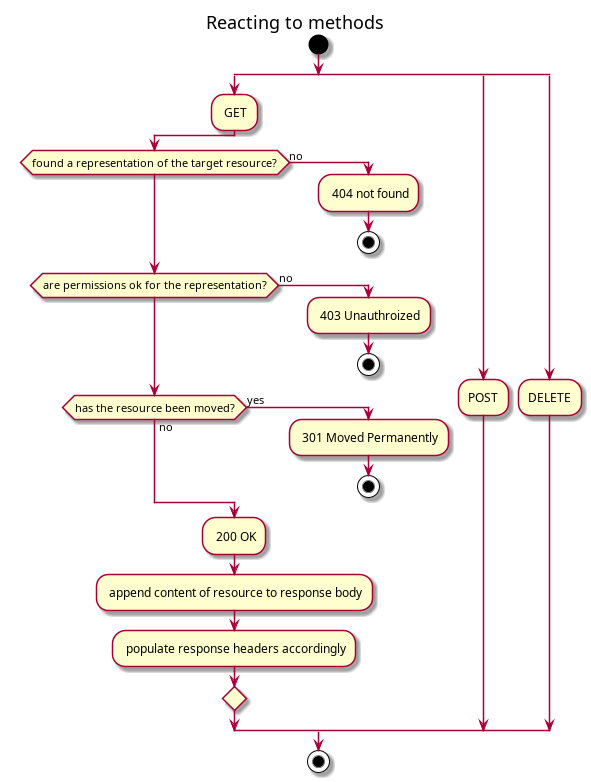 Reacting to methods
GET
found a representation of the target resource?
no
404 not found
are permissions ok for the representation?
no
403 Unauthroized
POST
DELETE
has the resource been moved?
yes
no
301 Moved Permanently
200 OK
append content of resource to response body
populate response headers accordingly